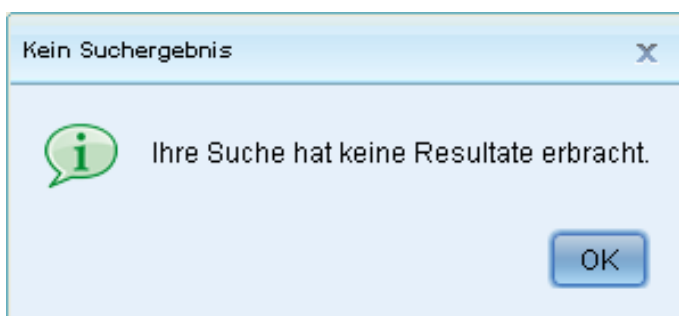 Kein Suchergebnis
Ihre Suche hat keine Resultate erbracht.
OK